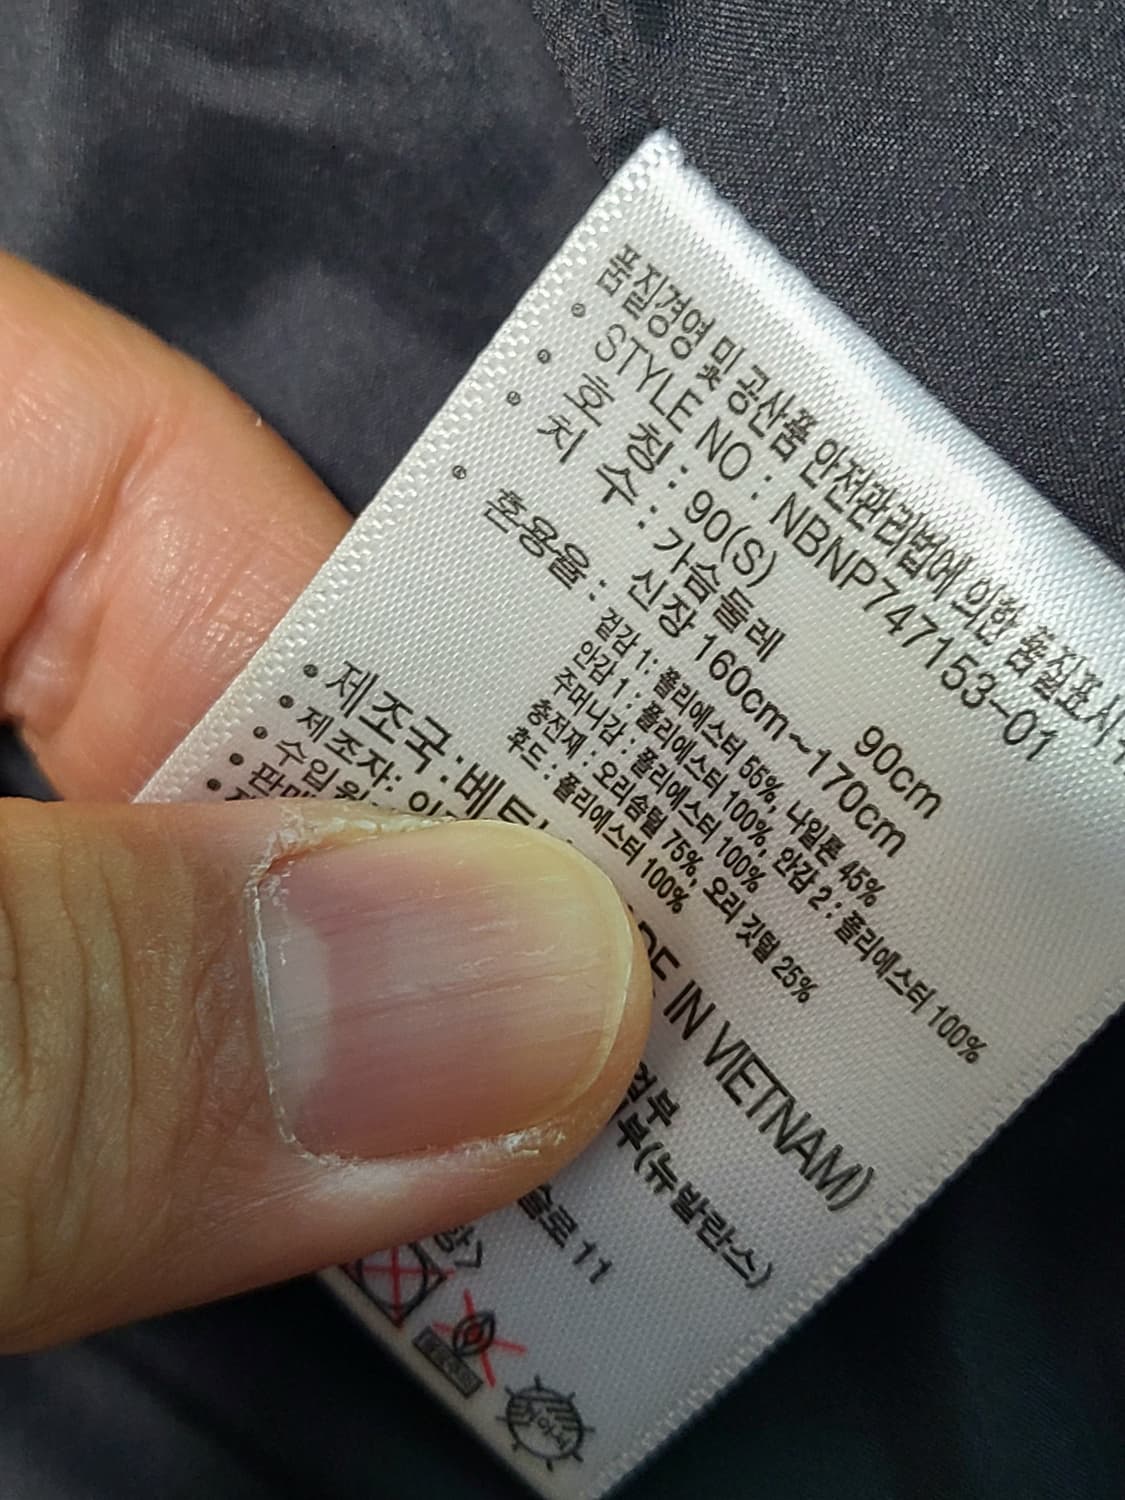 품질경영 및 공산품 안전관리법에 의한 품질표시
STYLE NO : NBNP747153-01
호 칭 : 90(S)
치 수 : 가슴둘레 90cm
신장 160cm~170cm
혼용율 : 겉감 1: 폴리에스터 55%, 나일론 45%
안감 1 : 폴리에스터 100%, 안감 2 : 폴리에스터 100%
주머니감 : 폴리에스터 100%
충전재 : 오리솜털 75%, 오리 깃털 25%
후드 : 폴리에스터 100%
제조국 : 베트 IN VIETNAM)
제조자:
수입
부(뉴발란스)
로 11